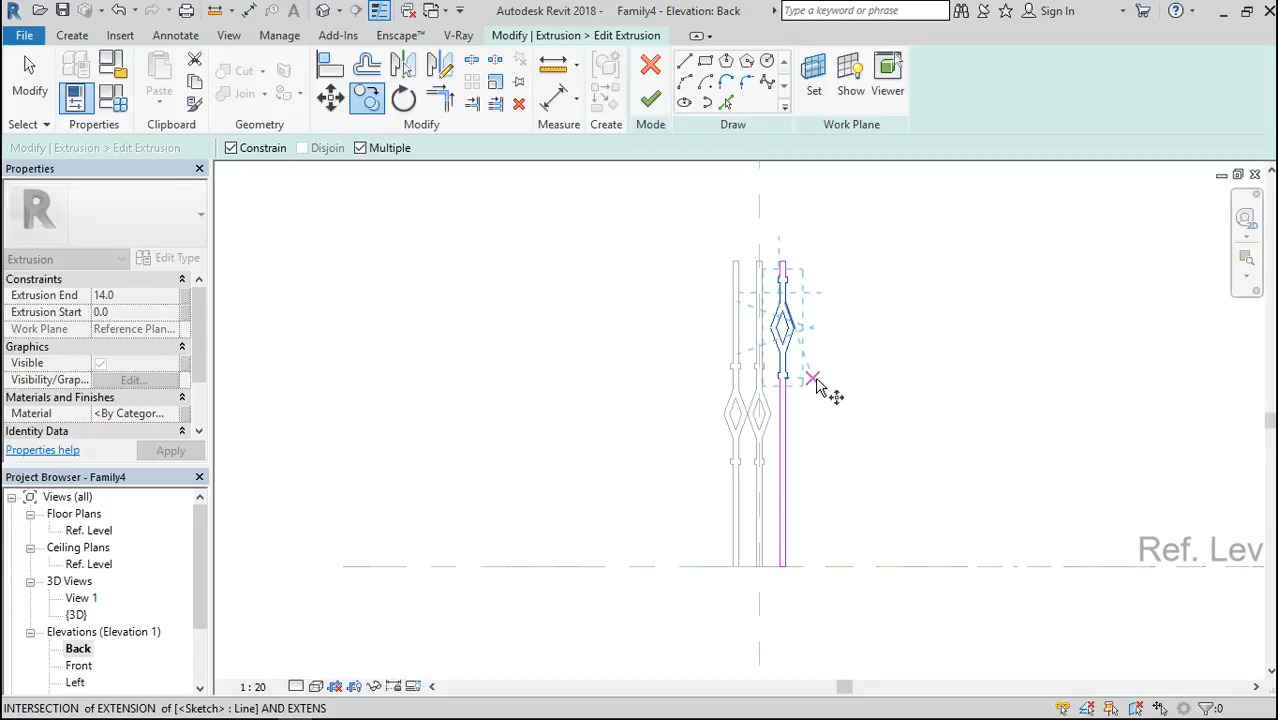 Autodesk Revit 2018 - Family4 - Elevation: Back
Type a keyword or phrase
Sign In
File Create Insert Annotate View Manage Add-Ins Enscape™ V-Ray Modify | Extrusion > Edit Extrusion
Modify
Paste
Cut
Join
Set Show Viewer
Select Properties Clipboard Geometry Modify Measure Create Mode Draw Work Plane
Modify | Extrusion > Edit Extrusion
Constrain Disjoin Multiple
Properties
R
Extrusion
Edit Type
Constraints
Extrusion End 14.0
Extrusion Start 0.0
Work Plane Reference Plan...
Graphics
Visible
Visibility/Grap... Edit...
Materials and Finishes
Material <By Categor...
Identity Data
Properties help Apply
Project Browser - Family4
Views (all)
Floor Plans
Ref. Level
Ceiling Plans
Ref. Level
3D Views
View 1
{3D}
Elevations (Elevation 1)
Back
Front
Left
2D
Ref. Lev
1 : 20
INTERSECTION of EXTENSION of [<Sketch> : Line] AND EXTENS
:0